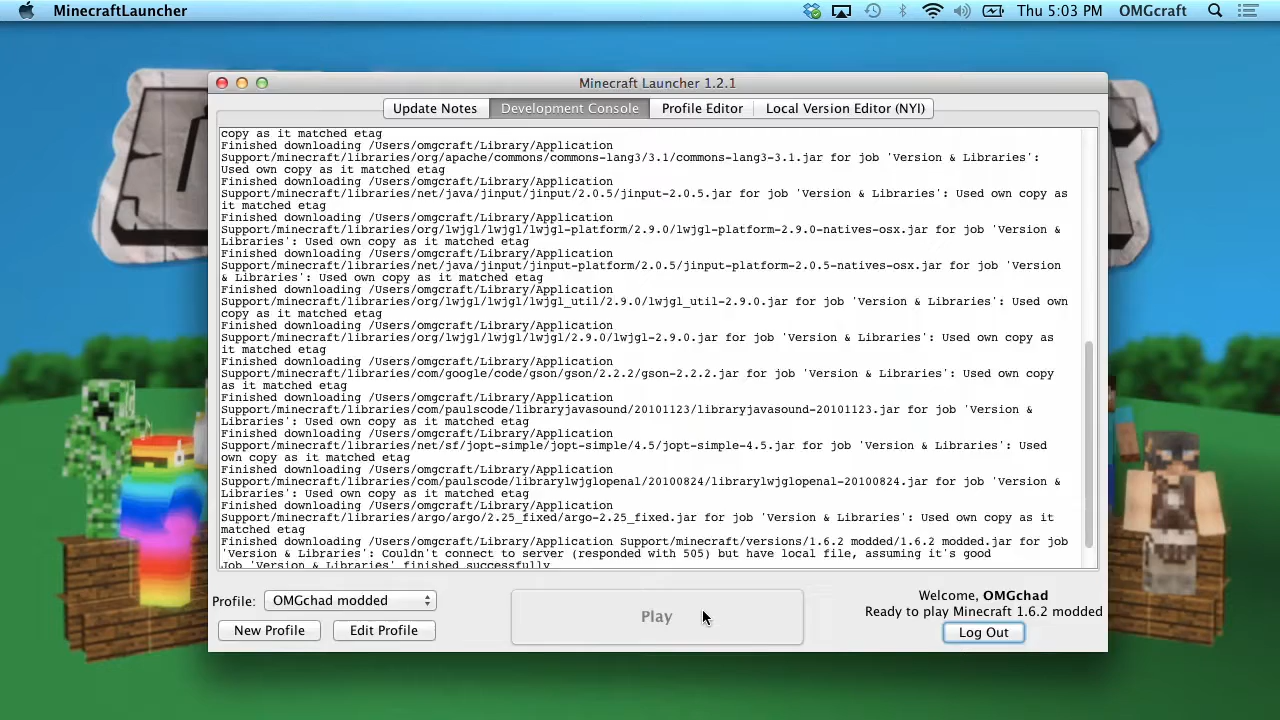 MinecraftLauncher
Thu 5:03 PM
OMGcraft
Minecraft Launcher 1.2.1
Update Notes
Development Console
Profile Editor
Local Version Editor (NYI)
copy as it matched etag
Finished downloading /Users/omgcraft/Library/Application
Support/minecraft/libraries/org/apache/commons/commons-lang3/3.1/commons-lang3-3.1.jar for job 'Version & Libraries':
Used own copy as it matched etag
Finished downloading /Users/omgcraft/Library/Application
Support/minecraft/libraries/net/java/jinput/jinput/2.0.5/jinput-2.0.5.jar for job 'Version & Libraries': Used own copy as
it matched etag
Finished downloading /Users/omgcraft/Library/Application
Support/minecraft/libraries/org/lwjgl/lwjgl/lwjgl-platform/2.9.0/lwjgl-platform-2.9.0-natives-osx.jar for job 'Version &
Libraries': Used own copy as it matched etag
Finished downloading /Users/omgcraft/Library/Application
Support/minecraft/libraries/net/java/jinput/jinput-platform/2.0.5/jinput-platform-2.0.5-natives-osx.jar for job 'Version
& Libraries': Used own copy as it matched etag
Finished downloading /Users/omgcraft/Library/Application
Support/minecraft/libraries/org/lwjgl/lwjgl/lwjgl_util/2.9.0/lwjgl_util-2.9.0.jar for job 'Version & Libraries': Used own
copy as it matched etag
Finished downloading /Users/omgcraft/Library/Application
Support/minecraft/libraries/org/lwjgl/lwjgl/lwjgl/2.9.0/lwjgl-2.9.0.jar for job 'Version & Libraries': Used own copy as
it matched etag
Finished downloading /Users/omgcraft/Library/Application
Support/minecraft/libraries/com/google/code/gson/gson/2.2.2/gson-2.2.2.jar for job 'Version & Libraries': Used own copy
as it matched etag
Finished downloading /Users/omgcraft/Library/Application
Support/minecraft/libraries/com/paulscode/libraryjavasound/20101123/libraryjavasound-20101123.jar for job 'Version &
Libraries': Used own copy as it matched etag
Finished downloading /Users/omgcraft/Library/Application
Support/minecraft/libraries/net/sf/jopt-simple/jopt-simple/4.5/jopt-simple-4.5.jar for job 'Version & Libraries': Used
own copy as it matched etag
Finished downloading /Users/omgcraft/Library/Application
Support/minecraft/libraries/com/paulscode/librarylwjglopenal/20100824/librarylwjglopenal-20100824.jar for job 'Version &
Libraries': Used own copy as it matched etag
Finished downloading /Users/omgcraft/Library/Application
Support/minecraft/libraries/argo/argo/2.25_fixed/argo-2.25_fixed.jar for job 'Version & Libraries': Used own copy as it
matched etag
Finished downloading /Users/omgcraft/Library/Application Support/minecraft/versions/1.6.2 modded/1.6.2 modded.jar for job
'Version & Libraries': Couldn't connect to server (responded with 505) but have local file, assuming it's good
Job 'Version & Libraries' finished successfully
Profile:
OMGchad modded
New Profile
Edit Profile
Play
Welcome, OMGchad
Ready to play Minecraft 1.6.2 modded
Log Out